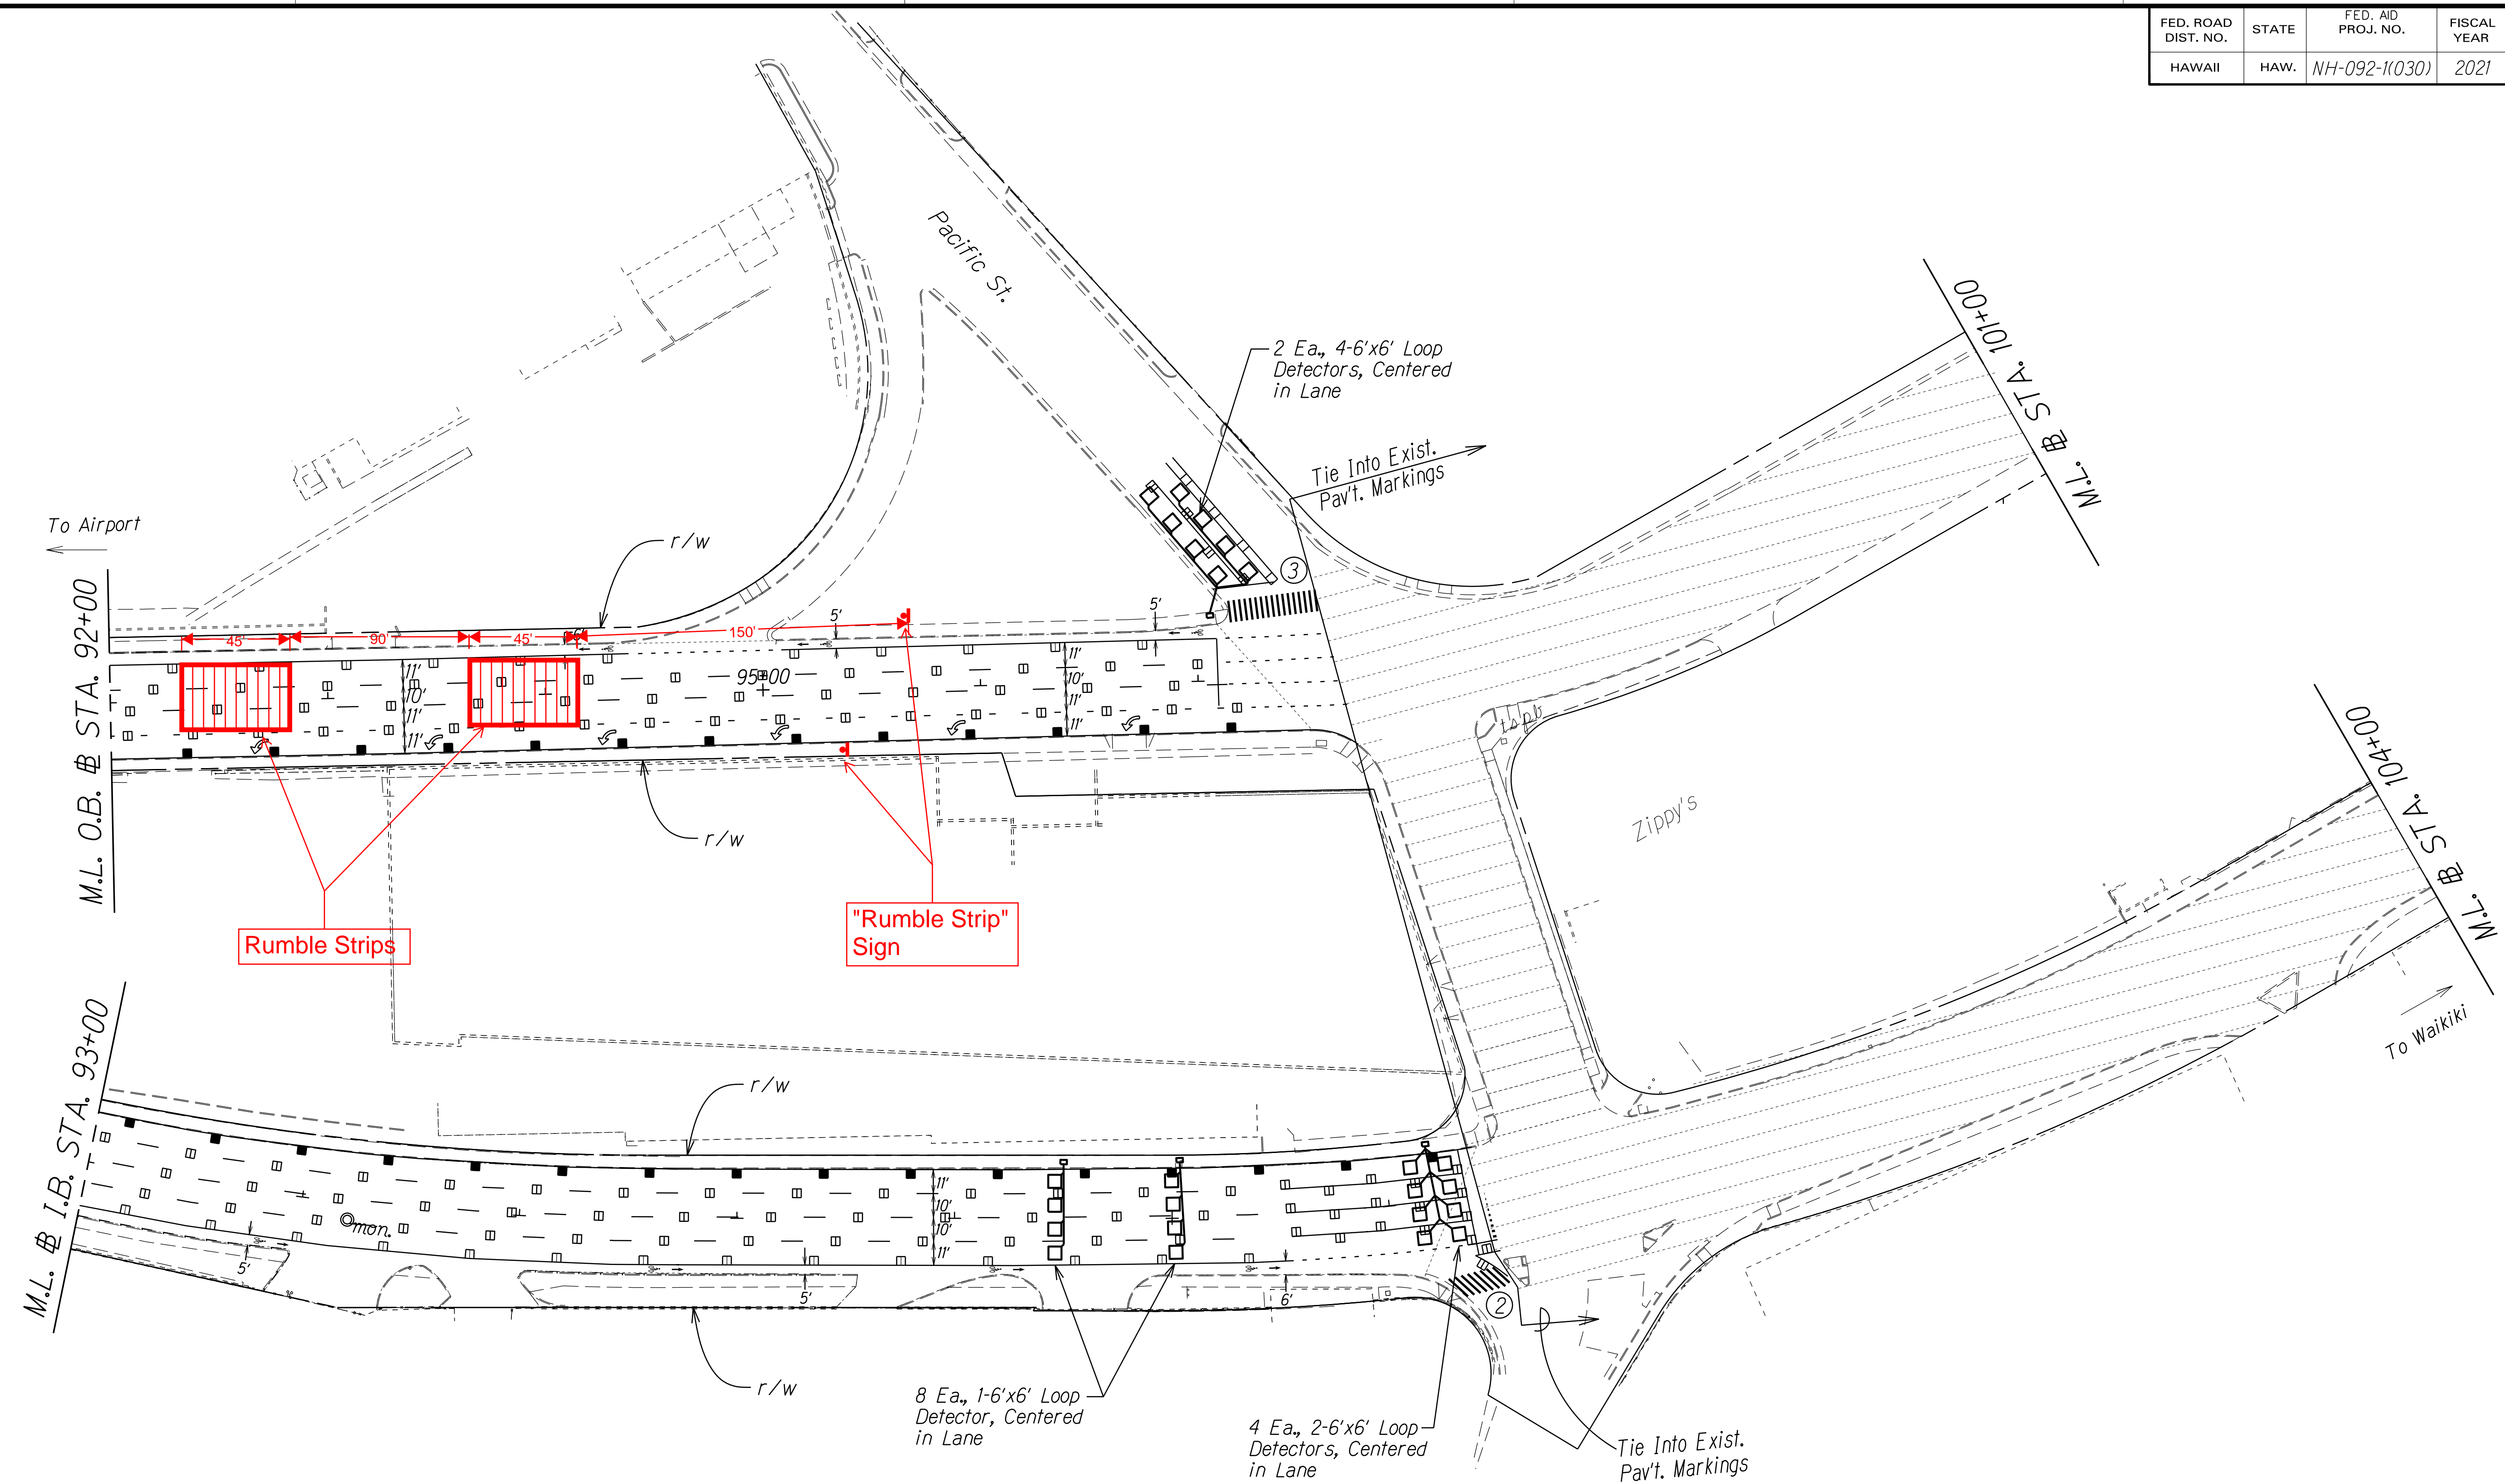 FED. ROAD DIST. NO.
STATE
FED. AID PROJ. NO.
FISCAL YEAR
HAWAII
HAW.
NH-092-1(030)
2021
Pacific St.
2 Ea., 4-6'x6' Loop
Detectors, Centered
in Lane
Tie Into Exist.
Pav't. Markings
M.L. B STA. 101+00
To Airport
r/w
3
M.L. O.B. B STA. 92+00
45'
90'
45'
6'
150'
5'
5'
11'
10'
11'
11'
95+00
11'
10'
11'
11'
tspb
Zippy's
r/w
Rumble Strips
"Rumble Strip"
Sign
M.L. B STA. 104+00
To Waikiki
M.L. B I.B. STA. 93+00
r/w
mon.
11'
10'
10'
11'
5'
5'
6'
2
r/w
8 Ea., 1-6'x6' Loop
Detector, Centered
in Lane
4 Ea., 2-6'x6' Loop
Detectors, Centered
in Lane
Tie Into Exist.
Pav't. Markings